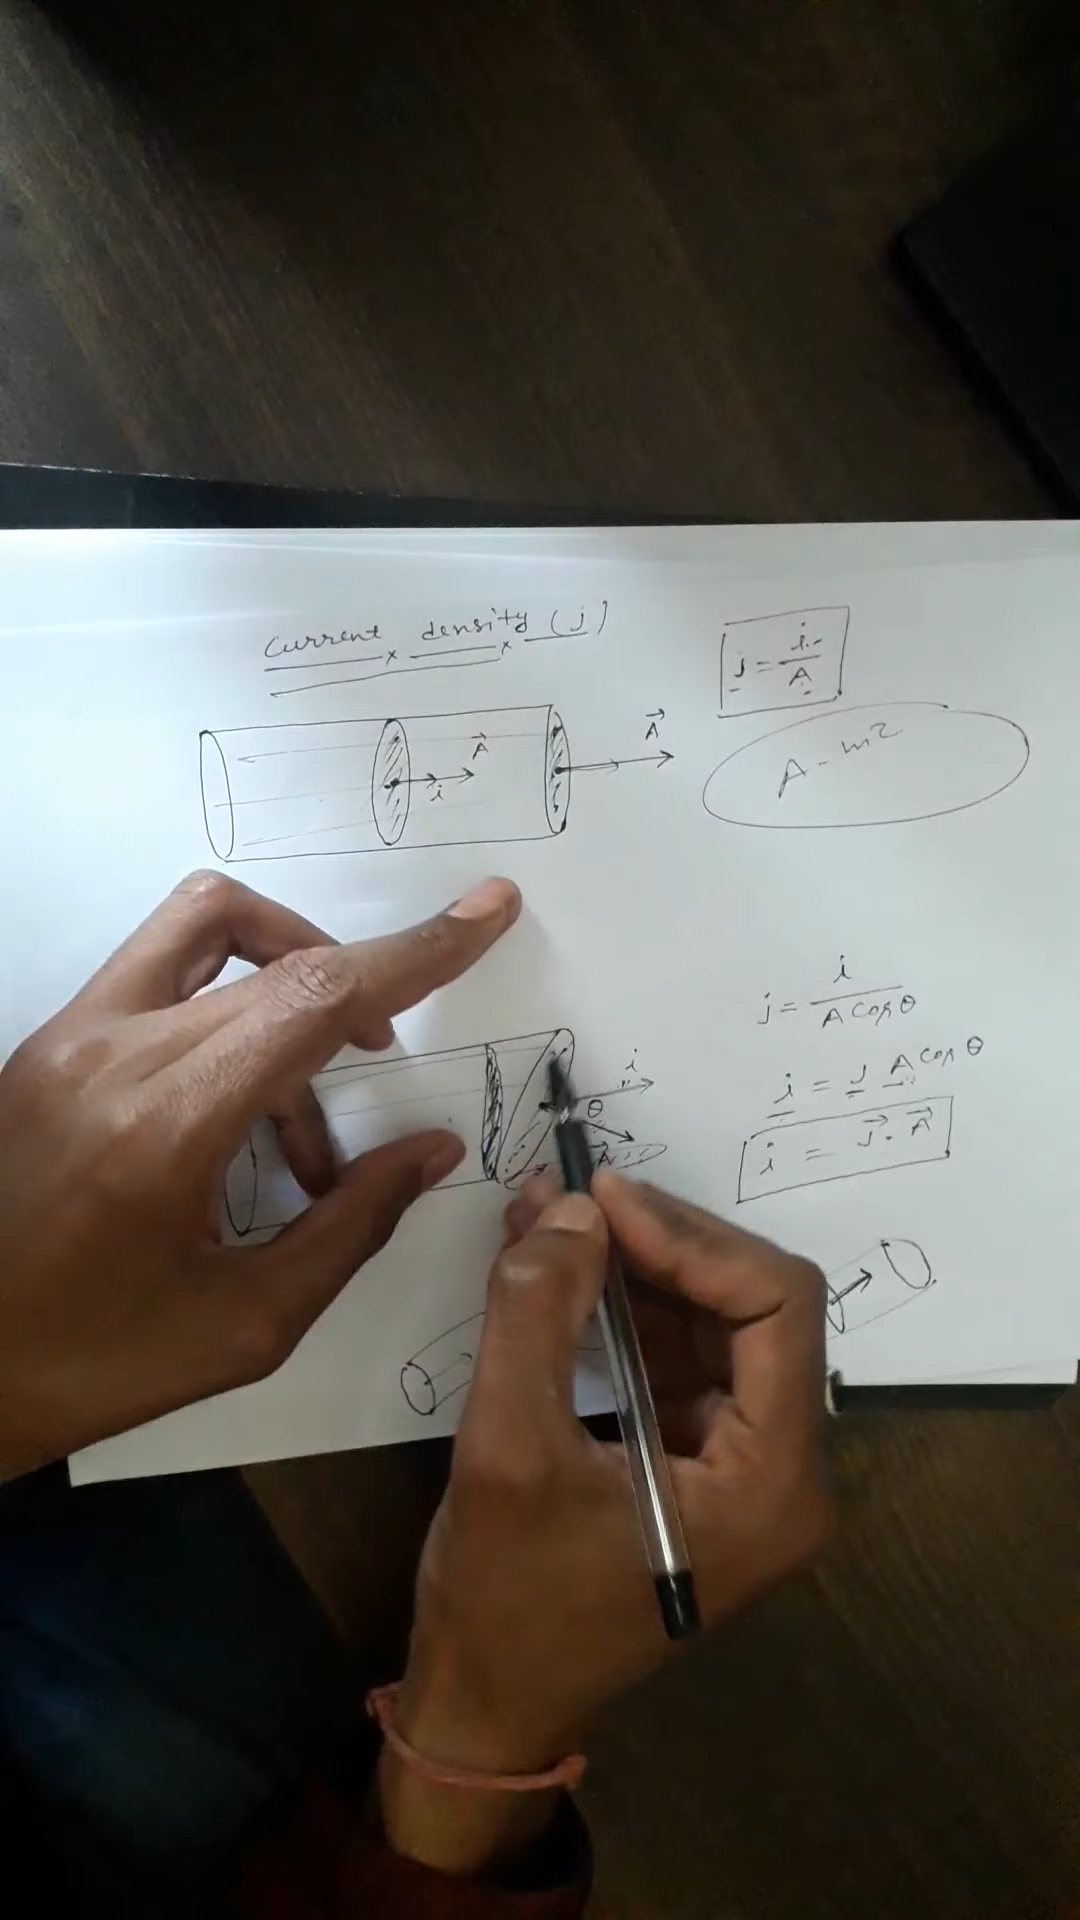 Current density (j)
j = i / A
A⃗
A⃗
i
A - m²
j = i / A cos θ
i
θ
i = J A cos θ
i = J⃗ . A⃗